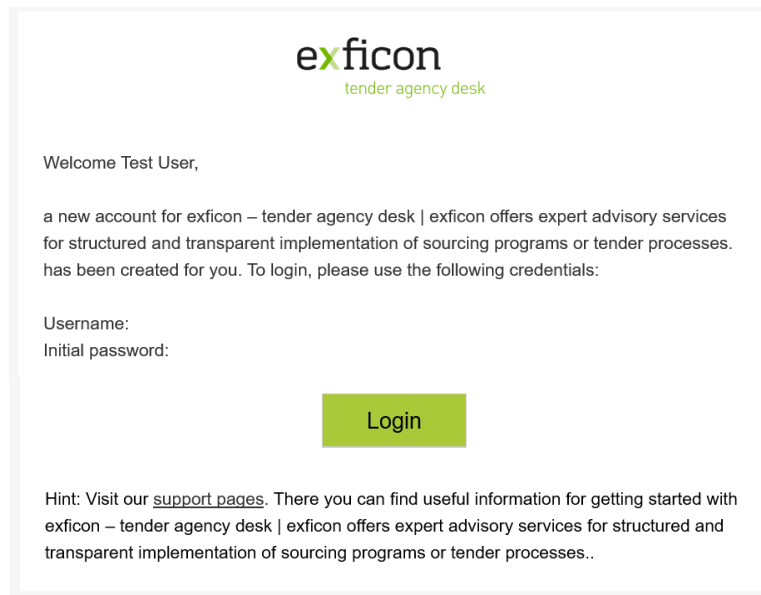 exficon
tender agency desk
Welcome Test User,
a new account for exficon – tender agency desk | exficon offers expert advisory services
for structured and transparent implementation of sourcing programs or tender processes.
has been created for you. To login, please use the following credentials:
Username:
Initial password:
Login
Hint: Visit our support pages. There you can find useful information for getting started with
exficon – tender agency desk | exficon offers expert advisory services for structured and
transparent implementation of sourcing programs or tender processes..